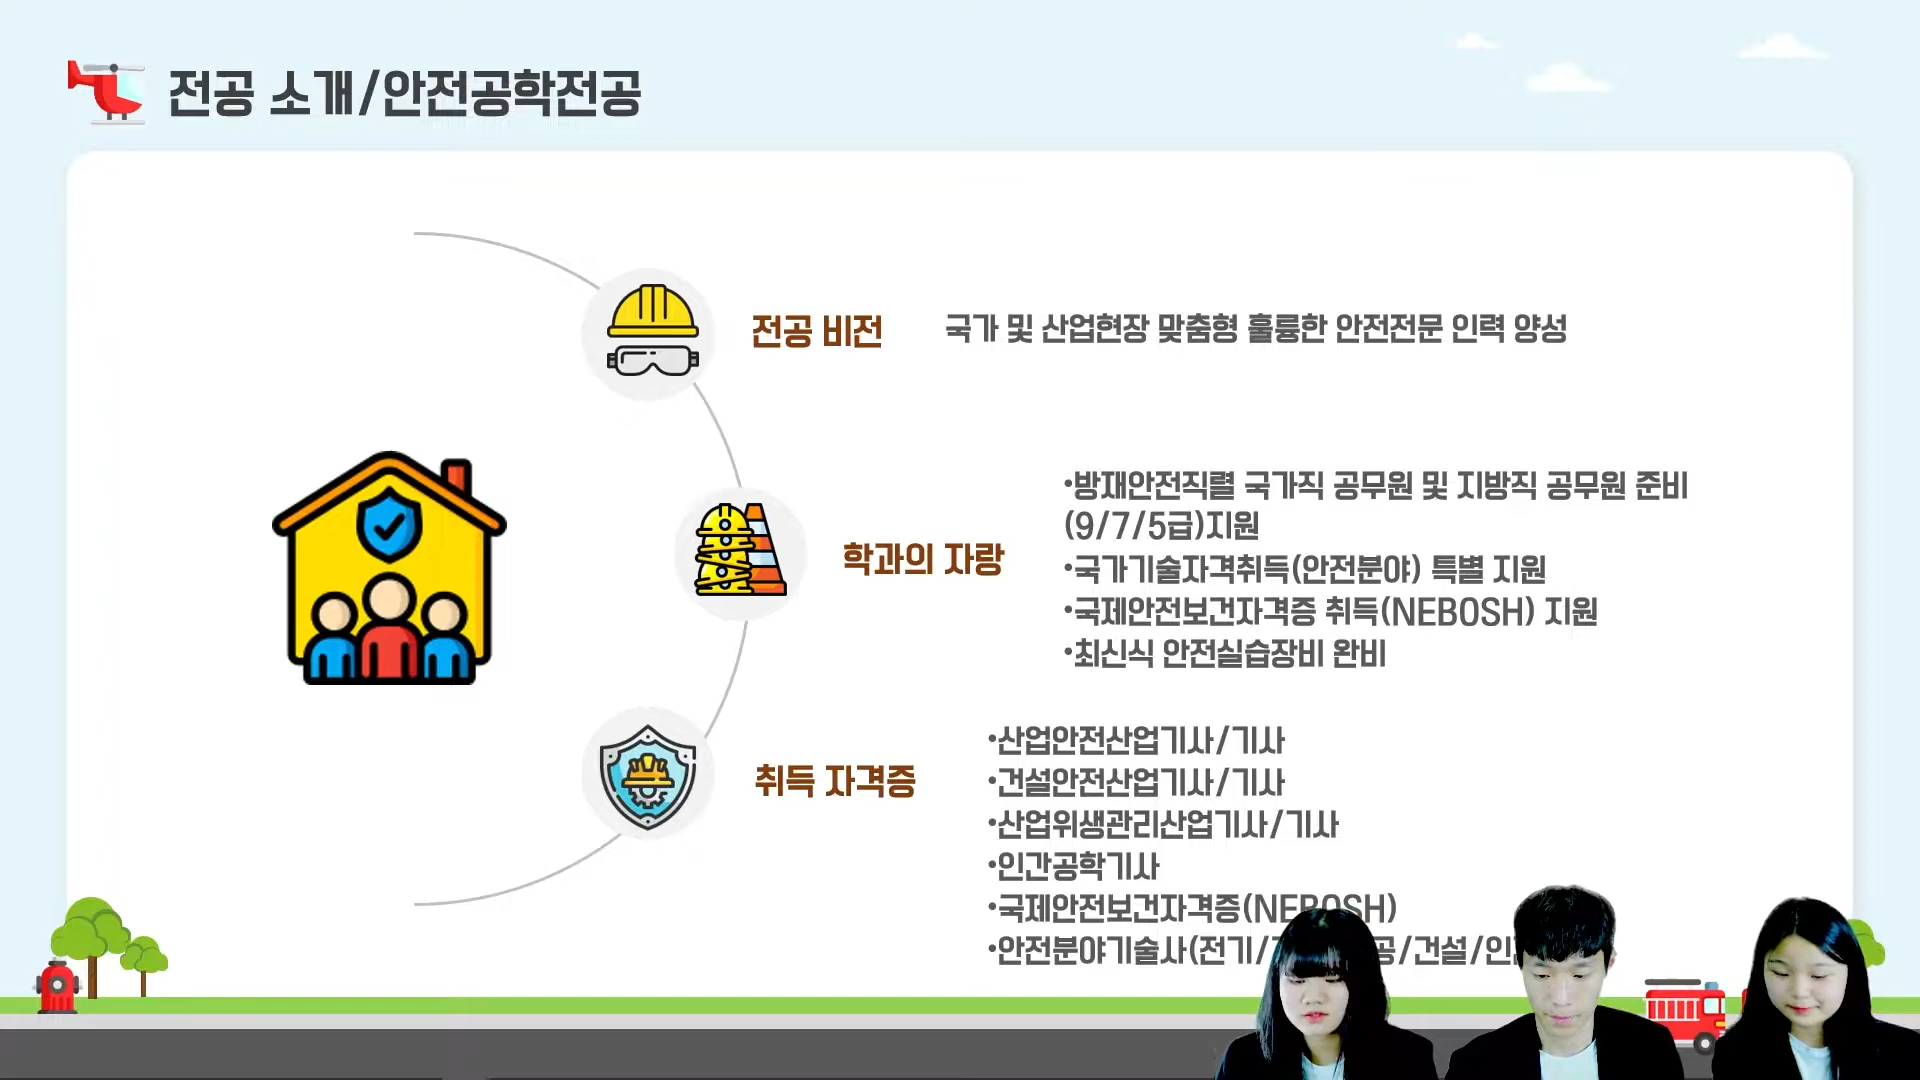 전공 소개/안전공학전공
전공 비전
국가 및 산업현장 맞춤형 훌륭한 안전전문 인력 양성
학과의 자랑
•방재안전직렬 국가직 공무원 및 지방직 공무원 준비
(9/7/5급)지원
•국가기술자격취득(안전분야) 특별 지원
•국제안전보건자격증 취득(NEBOSH) 지원
•최신식 안전실습장비 완비
취득 자격증
•산업안전산업기사/기사
•건설안전산업기사/기사
•산업위생관리산업기사/기사
•인간공학기사
•국제안전보건자격증(NEBOSH)
•안전분야기술사(전기/ 공/건설/인